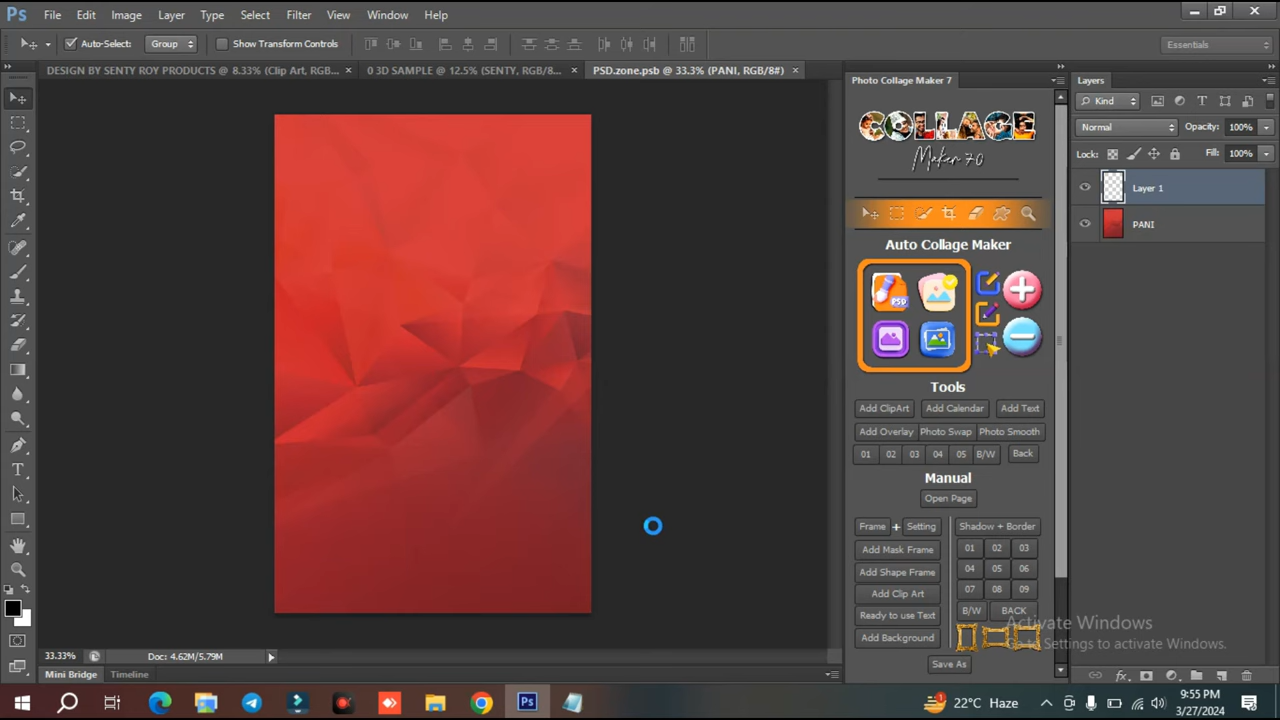 Ps File Edit Image Layer Type Select Filter View Window Help
Auto-Select: Group Show Transform Controls Essentials
DESIGN BY SENTY ROY PRODUCTS @ 8.33% (Clip Art, RGB... × 0 3D SAMPLE @ 12.5% (SENTY, RGB/8... × PSD.zone.psb @ 33.3% (PANI, RGB/8#) ×
Photo Collage Maker 7
COLLAGE
Maker 7.0
Auto Collage Maker
PSD
Tools
Add ClipArt Add Calendar Add Text
Add Overlay Photo Swap Photo Smooth
01 02 03 04 05 B/W Back
Manual
Open Page
Frame + Setting Shadow + Border
Add Mask Frame 01 02 03
Add Shape Frame 04 05 06
Add Clip Art 07 08 09
Ready to use Text B/W BACK
Add Background
Save As
Layers
Kind
Normal Opacity: 100%
Lock: Fill: 100%
Layer 1
PANI
Activate Windows
Go to Settings to activate Windows.
33.33% Doc: 4.62M/5.79M
Mini Bridge Timeline
Ps 22°C Haze 9:55 PM
3/27/2024